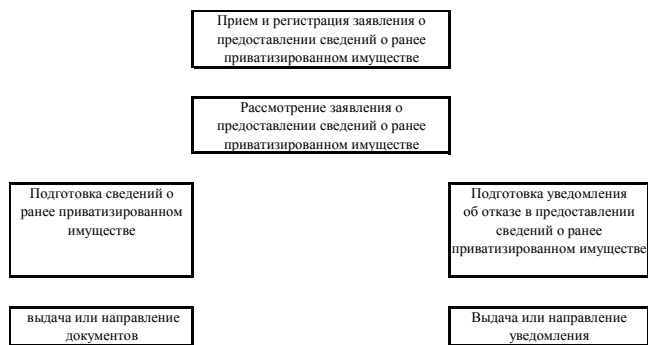 Прием и регистрация заявления о
предоставлении сведений о ранее
приватизированном имуществе
Рассмотрение заявления о
предоставлении сведений о ранее
приватизированном имуществе
Подготовка сведений о
ранее приватизированном
имуществе
Подготовка уведомления
об отказе в предоставлении
сведений о ранее
приватизированном имуществе
выдача или направление
документов
Выдача или направление
уведомления